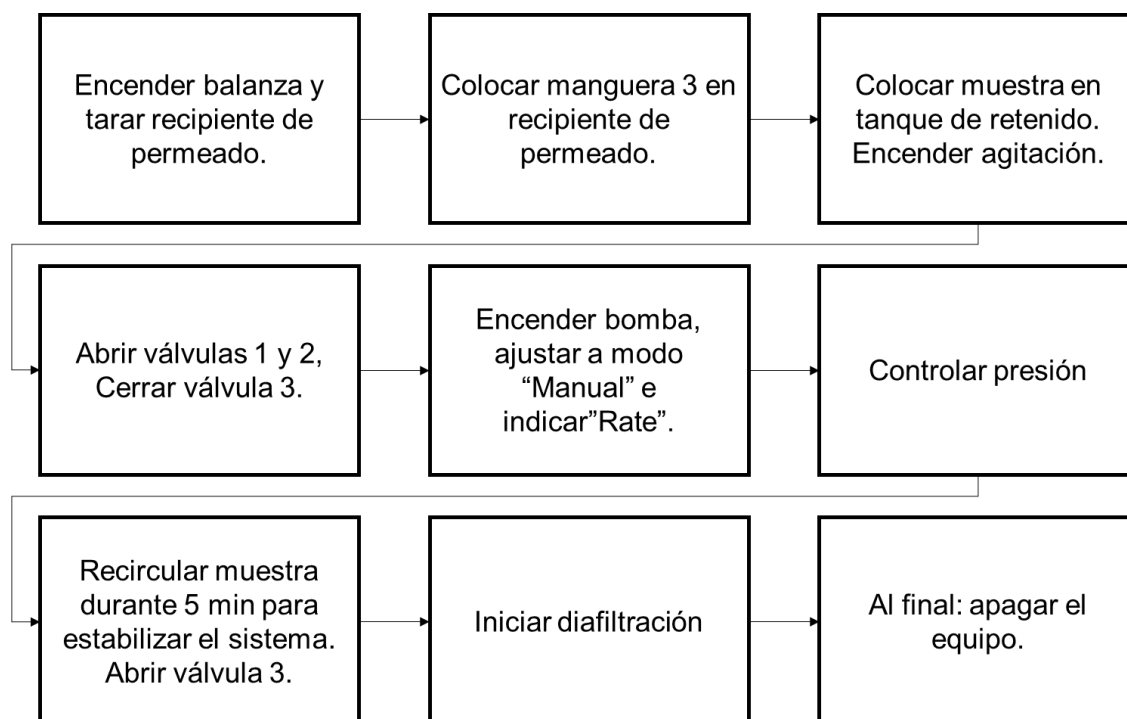 Encender balanza y
tarar recipiente de
permeado.
Colocar manguera 3 en
recipiente de
permeado.
Colocar muestra en
tanque de retenido.
Encender agitación.
Abrir válvulas 1 y 2,
Cerrar válvula 3.
Encender bomba,
ajustar a modo
“Manual” e
indicar”Rate”.
Controlar presión
Recircular muestra
durante 5 min para
estabilizar el sistema.
Abrir válvula 3.
Iniciar diafiltración
Al final: apagar el
equipo.